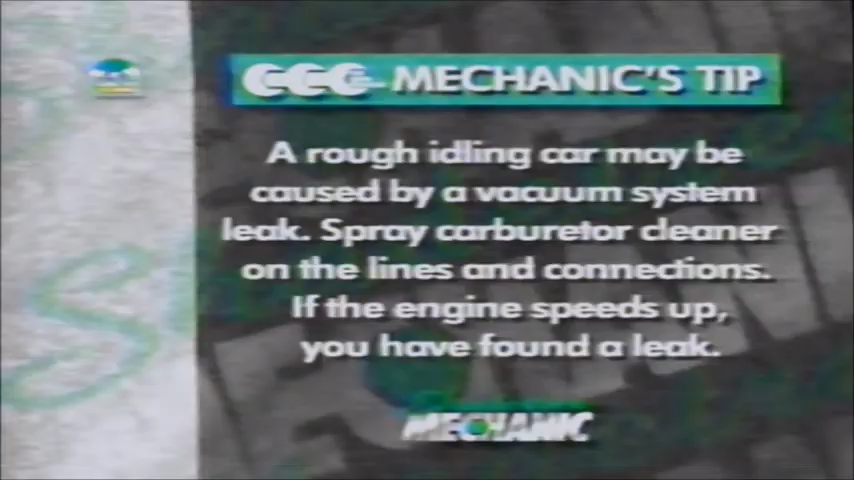 MECHANIC'S TIP
A rough idling car may be
caused by a vacuum system
leak. Spray carburetor cleaner
on the lines and connections.
If the engine speeds up,
you have found a leak.
MECHANIC